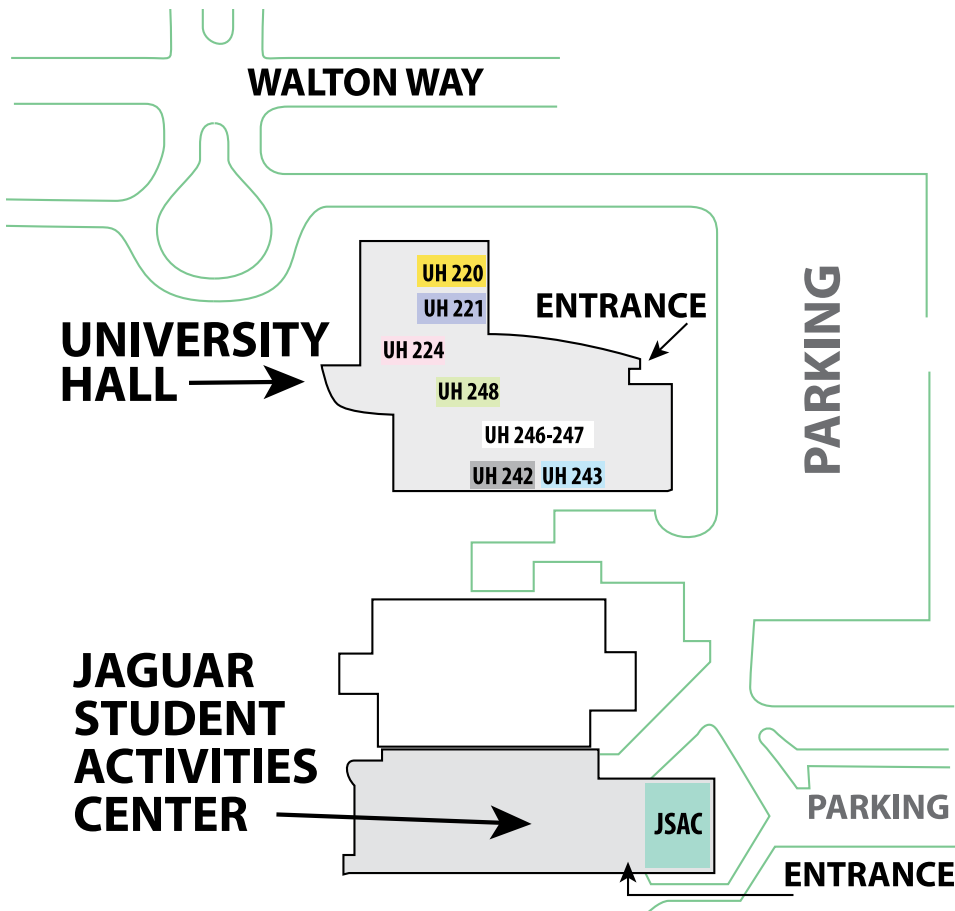 WALTON WAY
UH 220
UH 221
ENTRANCE
UNIVERSITY
HALL
UH 224
UH 248
UH 246-247
UH 242
UH 243
PARKING
JAGUAR
STUDENT
ACTIVITIES
CENTER
JSAC
PARKING
ENTRANCE